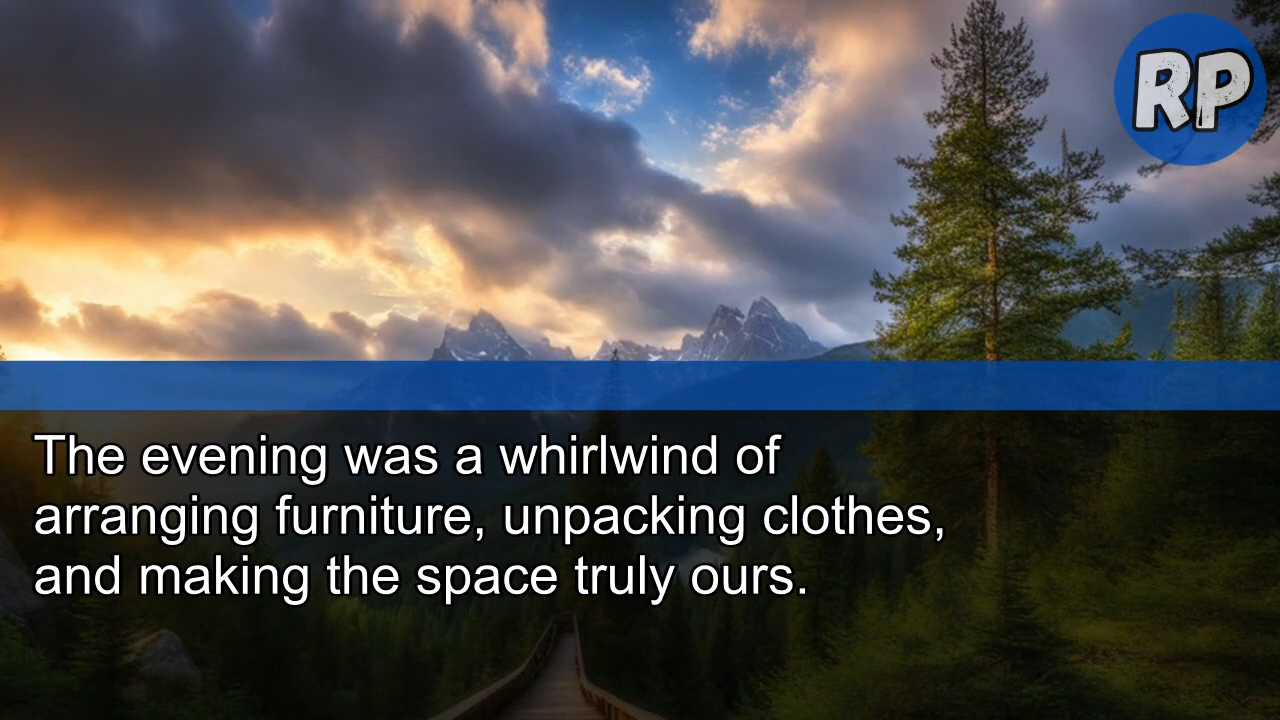 RP
The evening was a whirlwind of
arranging furniture, unpacking clothes,
and making the space truly ours.